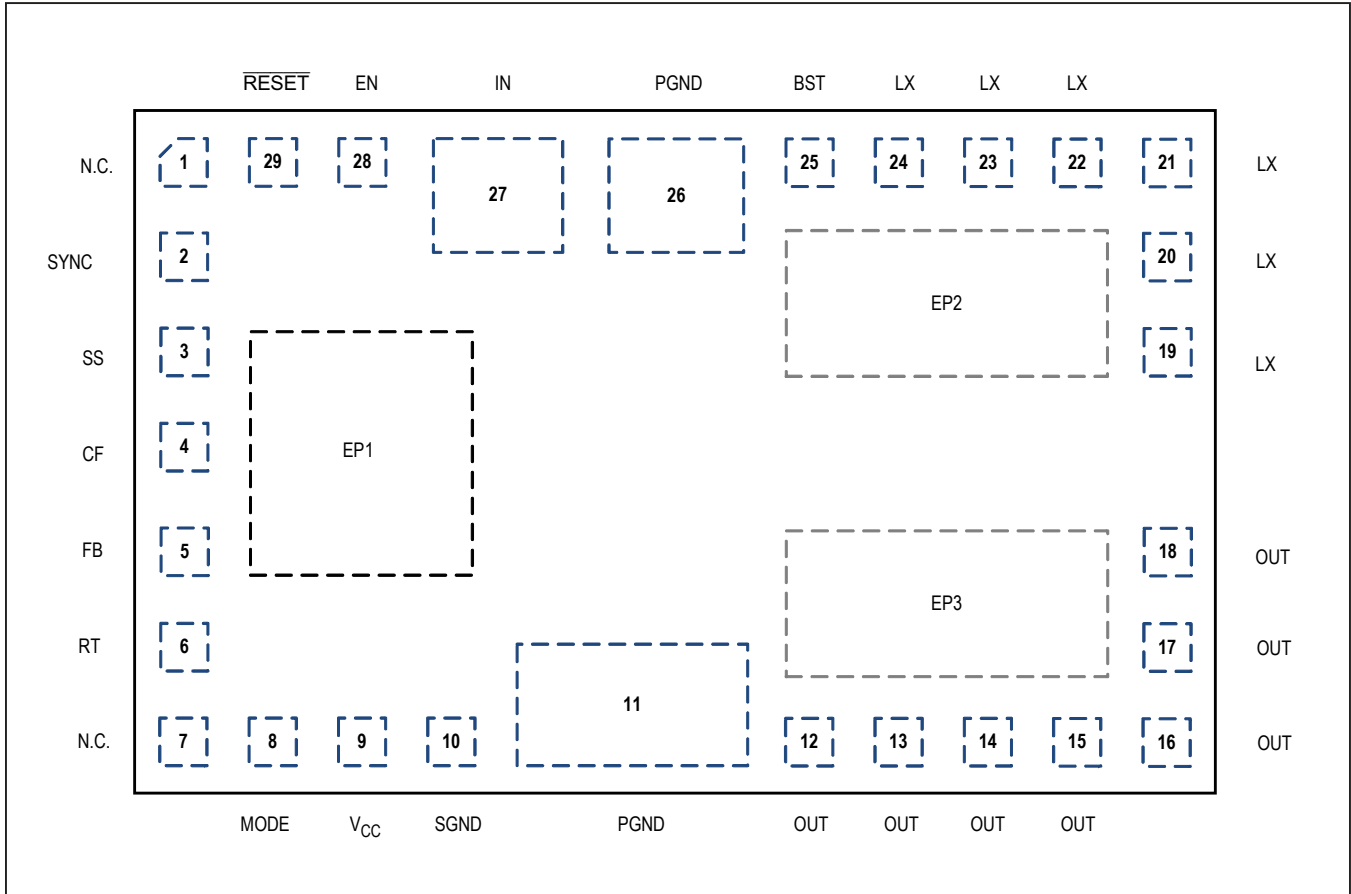 RESET EN IN PGND BST LX LX LX
N.C. 1 29 28 27 26 25 24 23 22 21 LX
SYNC 2 20 LX
EP2
SS 3 19 LX
CF 4 EP1
FB 5 18 OUT
EP3
RT 6 17 OUT
11
N.C. 7 8 9 10 12 13 14 15 16 OUT
MODE VCC SGND PGND OUT OUT OUT OUT